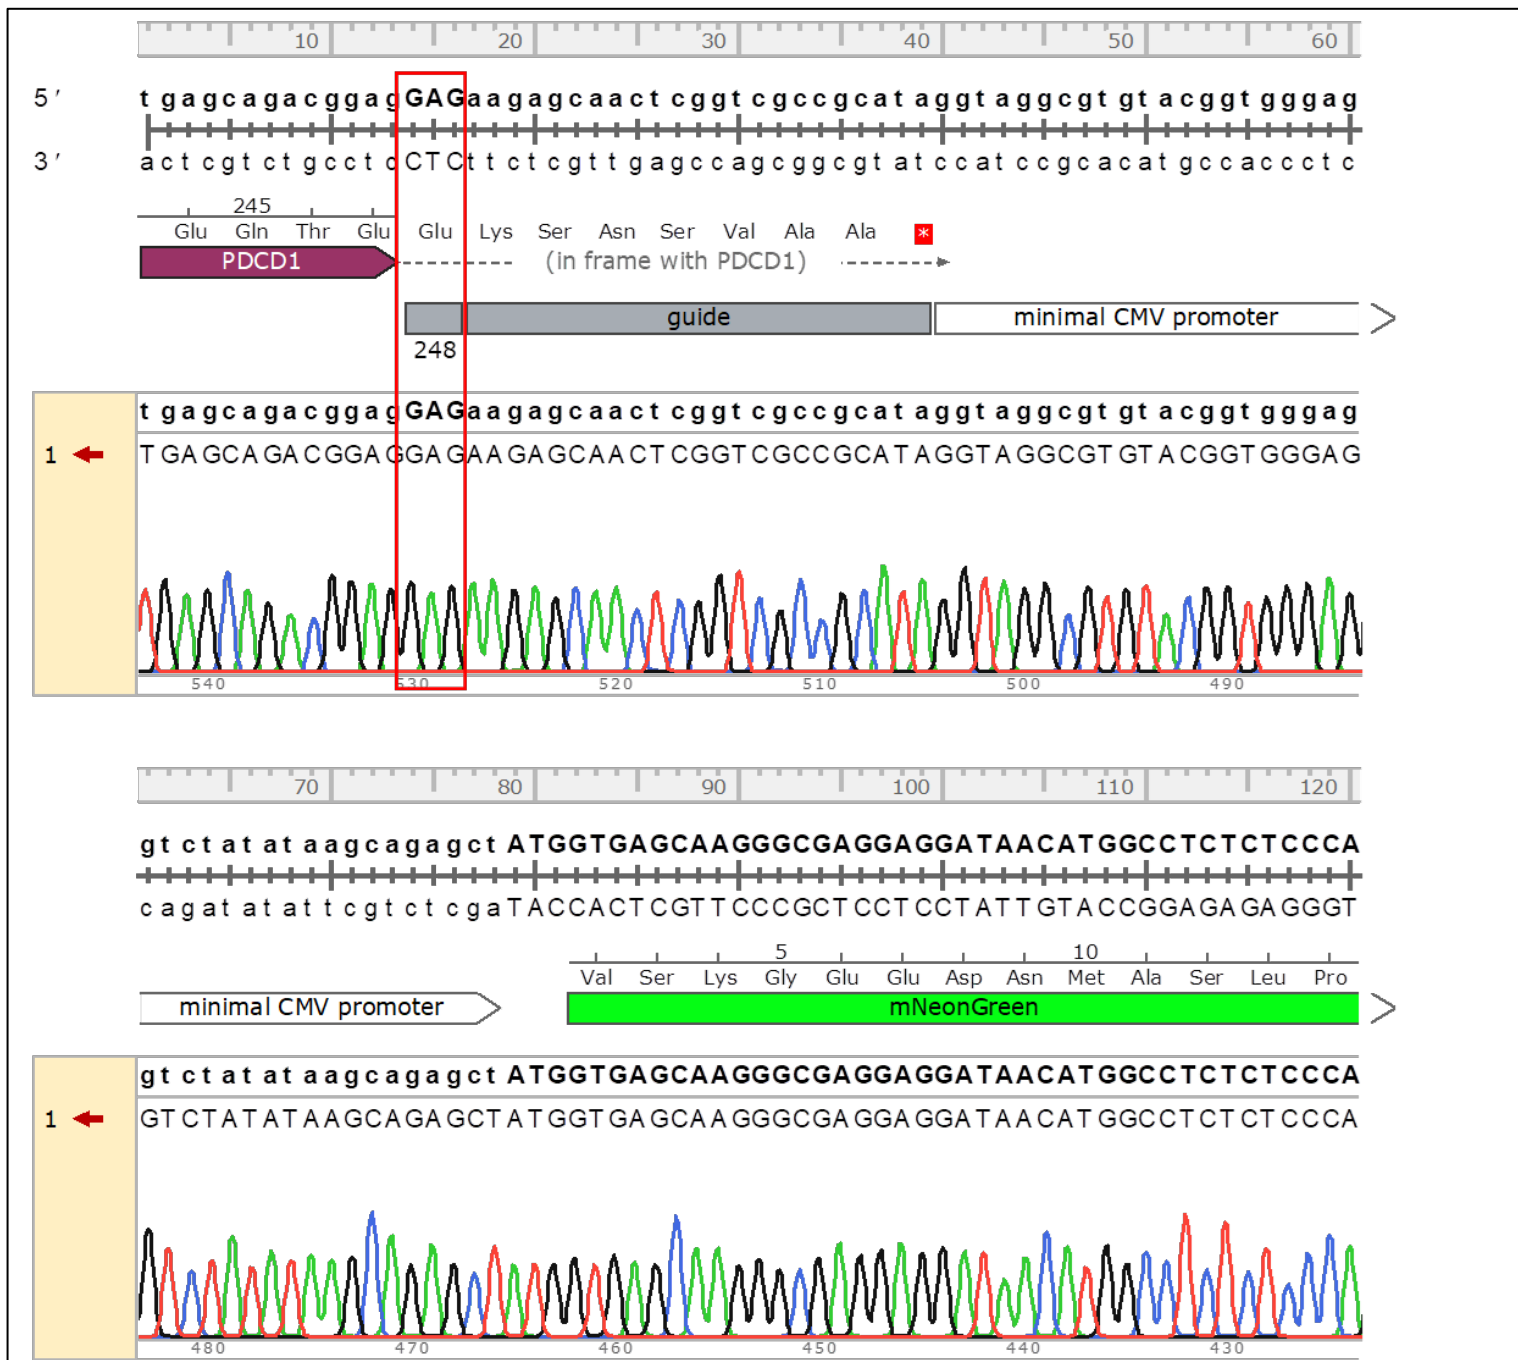 10 20 30 40 50 60
5′ tgagcagacggagGAGaagagcaactcggtcgccgcataggtaggcgtgtacggtgggag
3′ actcgtctgcctcCTCttctcgttgagccagcggcgtatccatccgcacatgccaccctc
245
Glu Gln Thr Glu Glu Lys Ser Asn Ser Val Ala Ala *
PDCD1 (in frame with PDCD1)
guide minimal CMV promoter
248
tgagcagacggagGAGaagagcaactcggtcgccgcataggtaggcgtgtacggtgggag
1 TGAGCAGACGGAGGAGAAGAGCAACTCGGTCGCCGCATAGGTAGGCGTGTACGGTGGGAG
540 530 520 510 500 490
70 80 90 100 110 120
gtctatataagcagagctATGGTGAGCAAGGGCGAGGAGGATAACATGGCCTCTCTCCCA
cagatatattcgtctcgaTACCACTCGTTCCCGCTCCTCCTATTGTACCGGAGAGAGGGT
5 10
Val Ser Lys Gly Glu Glu Asp Asn Met Ala Ser Leu Pro
minimal CMV promoter mNeonGreen
gtctatataagcagagctATGGTGAGCAAGGGCGAGGAGGATAACATGGCCTCTCTCCCA
1 GTCTATATAAGCAGAGCTATGGTGAGCAAGGGCGAGGAGGATAACATGGCCTCTCTCCCA
480 470 460 450 440 430